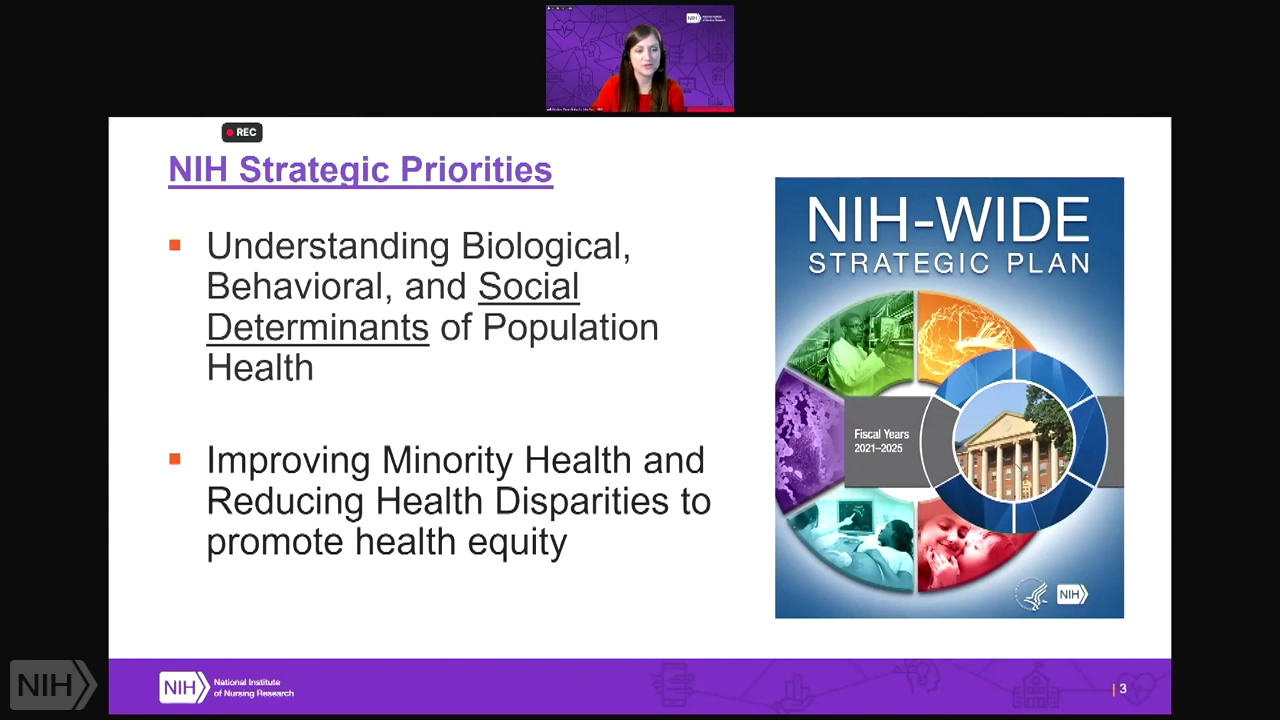 NIH
REC
NIH Strategic Priorities
Understanding Biological,
Behavioral, and Social
Determinants of Population
Health
Improving Minority Health and
Reducing Health Disparities to
promote health equity
NIH-WIDE
STRATEGIC PLAN
Fiscal Years
2021–2025
NIH
NIH
National Institute
of Nursing Research
3
NIH